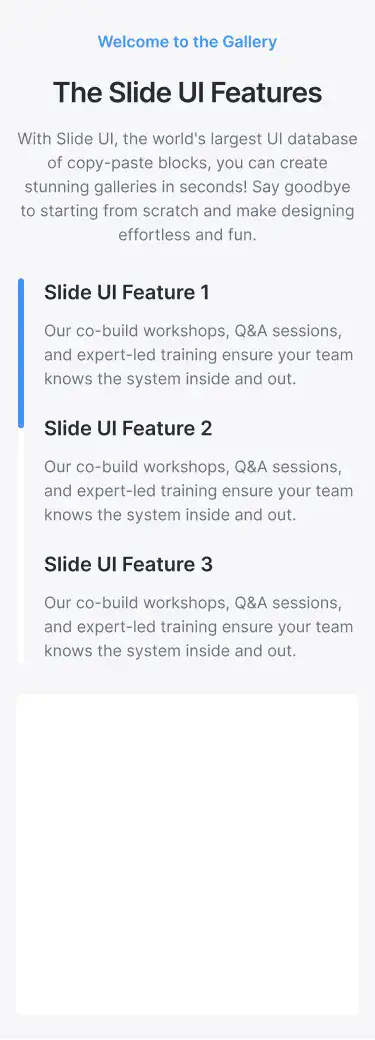 Welcome to the Gallery
The Slide UI Features
With Slide UI, the world's largest UI database
of copy-paste blocks, you can create
stunning galleries in seconds! Say goodbye
to starting from scratch and make designing
effortless and fun.
Slide UI Feature 1
Our co-build workshops, Q&A sessions,
and expert-led training ensure your team
knows the system inside and out.
Slide UI Feature 2
Our co-build workshops, Q&A sessions,
and expert-led training ensure your team
knows the system inside and out.
Slide UI Feature 3
Our co-build workshops, Q&A sessions,
and expert-led training ensure your team
knows the system inside and out.